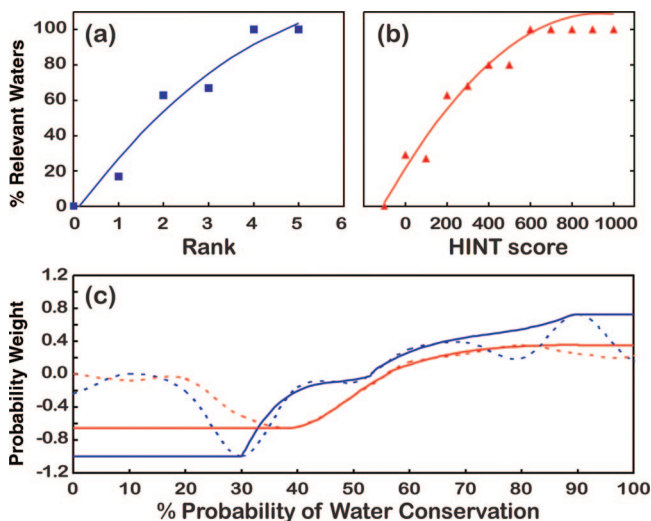 (a)
(b)
% Relevant Waters
100
80
60
40
20
0
0 1 2 3 4 5 6
0 200 400 600 800 1000
Rank
HINT score
(c)
Probability Weight
1.2
0.4
0.0
-0.4
-0.8
-1.2
0 10 20 30 40 50 60 70 80 90 100
% Probability of Water Conservation